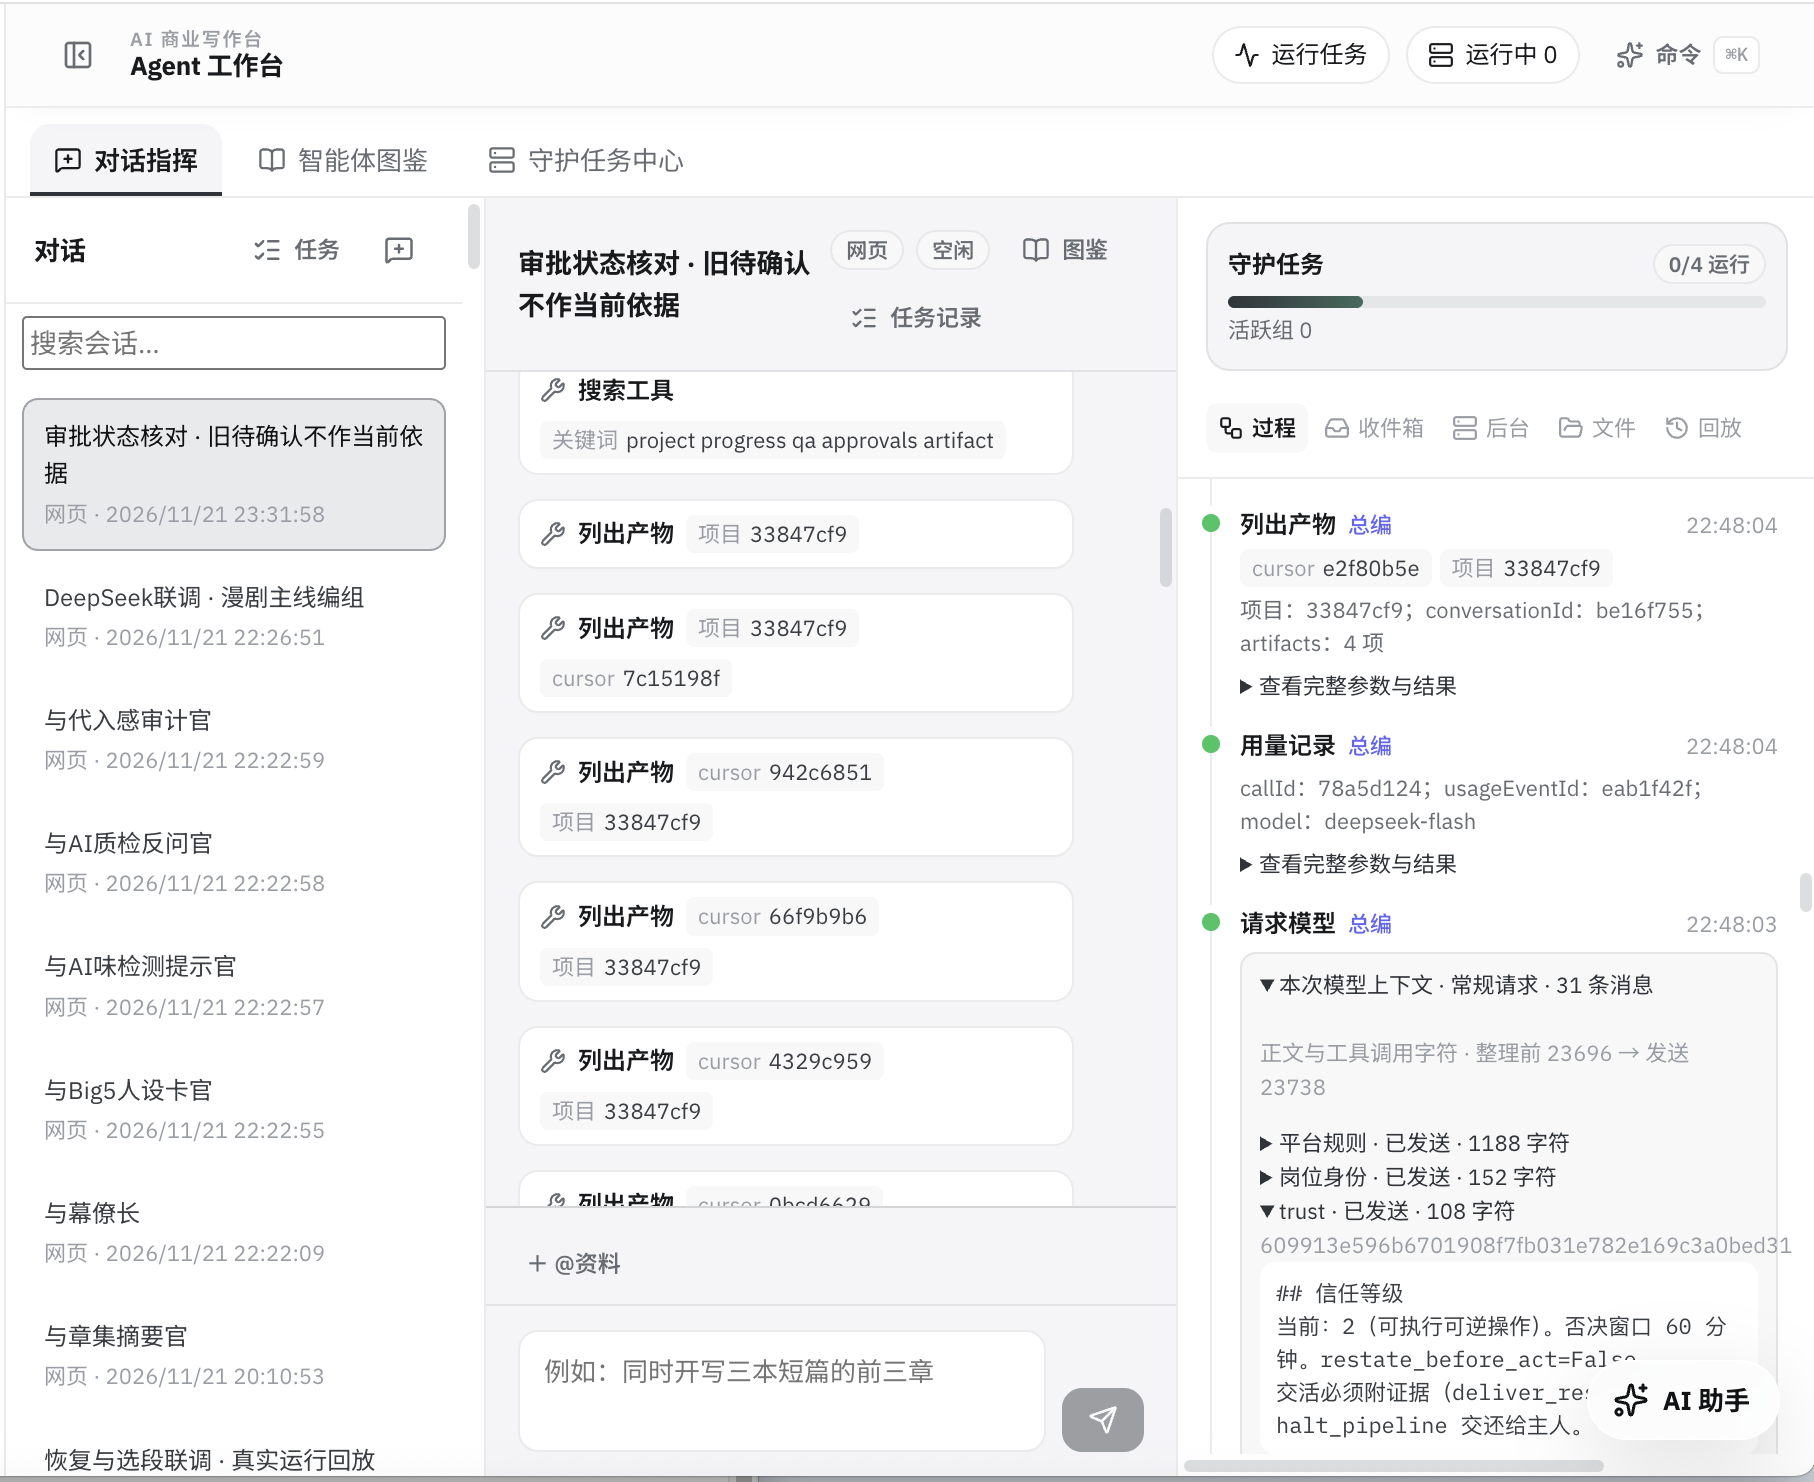 AI 商业写作台
Agent 工作台
运行任务
运行中 0
命令 ⌘K
对话指挥
智能体图鉴
守护任务中心
对话
任务
搜索会话...
审批状态核对 · 旧待确认不作当前依
据
网页 · 2026/11/21 23:31:58
DeepSeek联调 · 漫剧主线编组
网页 · 2026/11/21 22:26:51
与代入感审计官
网页 · 2026/11/21 22:22:59
与AI质检反问官
网页 · 2026/11/21 22:22:58
与AI味检测提示官
网页 · 2026/11/21 22:22:57
与Big5人设卡官
网页 · 2026/11/21 22:22:55
与幕僚长
网页 · 2026/11/21 22:22:09
与章集摘要官
网页 · 2026/11/21 20:10:53
恢复与选段联调 · 真实运行回放
审批状态核对 · 旧待确认
不作当前依据
网页
空闲
图鉴
任务记录
搜索工具
关键词 project progress qa approvals artifact
列出产物 项目 33847cf9
列出产物 项目 33847cf9
cursor 7c15198f
列出产物 cursor 942c6851
项目 33847cf9
列出产物 cursor 66f9b9b6
项目 33847cf9
列出产物 cursor 4329c959
项目 33847cf9
列出产物 cursor 0bcd6629
+ @资料
例如：同时开写三本短篇的前三章
守护任务
0/4 运行
活跃组 0
过程
收件箱
后台
文件
回放
列出产物 总编 22:48:04
cursor e2f80b5e 项目 33847cf9
项目：33847cf9；conversationId：be16f755；
artifacts：4 项
▶ 查看完整参数与结果
用量记录 总编 22:48:04
callId：78a5d124；usageEventId：eab1f42f；
model：deepseek-flash
▶ 查看完整参数与结果
请求模型 总编 22:48:03
▼ 本次模型上下文 · 常规请求 · 31 条消息
正文与工具调用字符 · 整理前 23696 → 发送
23738
▶ 平台规则 · 已发送 · 1188 字符
▶ 岗位身份 · 已发送 · 152 字符
▼ trust · 已发送 · 108 字符
609913e596b6701908f7fb031e782e169c3a0bed31
## 信任等级
当前：2（可执行可逆操作）。否决窗口 60 分
钟。restate_before_act=False
交活必须附证据（deliver_res
halt_pipeline 交还给主人。
AI 助手